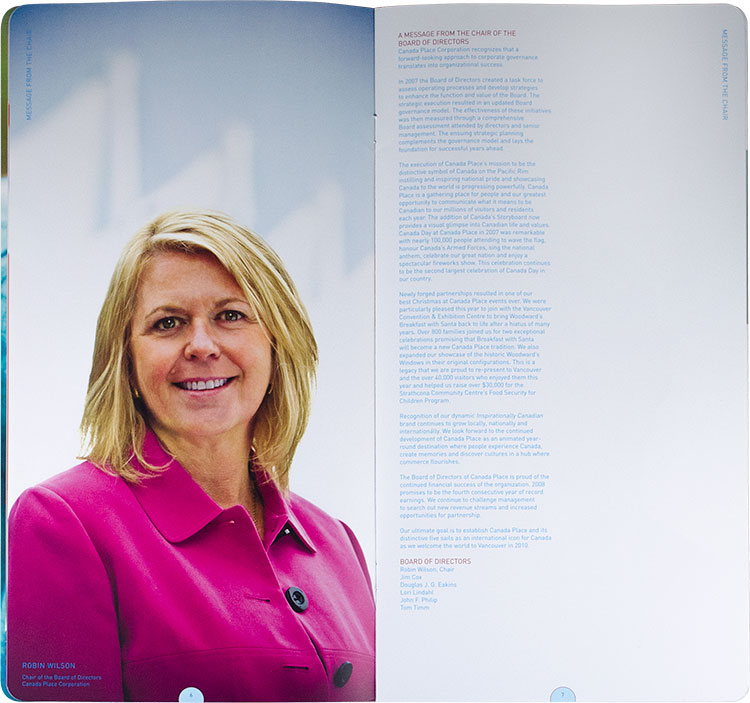 MESSAGE FROM THE CHAIR
ROBIN WILSON
Chair of the Board of Directors
Canada Place Corporation
6
A MESSAGE FROM THE CHAIR OF THE
BOARD OF DIRECTORS
Canada Place Corporation recognizes that a
forward-seeking approach to corporate governance
translates into organizational success.
In 2007 the Board of Directors created a task force to
assess operating processes and develop strategies
to enhance the function and value of the Board. The
strategic execution resulted in an updated Board
governance model. The effectiveness of these initiatives
was then measured through a comprehensive
Board assessment attended by directors and senior
management. The ensuing strategic planning
complements the governance model and lays the
foundation for successful years ahead.
The execution of Canada Place's mission to be the
distinctive symbol of Canada on the Pacific Rim
instilling and inspiring national pride and showcasing
Canada to the world is progressing powerfully. Canada
Place is a gathering place for people and our greatest
opportunity to communicate what it means to be
Canadian to our millions of visitors and residents
each year. The addition of Canada's Storyboard now
provides a visual glimpse into Canadian life and values.
Canada Day at Canada Place in 2007 was remarkable
with nearly 100,000 people attending to wave the flag,
honour Canada's Armed Forces, sing the national
anthem, celebrate our great nation and enjoy a
spectacular fireworks show. This celebration continues
to be the second largest celebration of Canada Day in
our country.
Newly forged partnerships resulted in one of our
best Christmas at Canada Place events ever. We were
particularly pleased this year to join with the Vancouver
Convention & Exhibition Centre to bring Woodward's
Breakfast with Santa back to life after a hiatus of many
years. Over 800 families joined us for two exceptional
celebrations promising that Breakfast with Santa
will become a new Canada Place tradition. We also
expanded our showcase of the historic Woodward's
Windows in their original configurations. This is a
legacy that we are proud to re-present to Vancouver
and the over 40,000 visitors who enjoyed them this
year and helped us raise over $30,000 for the
Strathcona Community Centre's Food Security for
Children Program.
Recognition of our dynamic Inspirationally Canadian
brand continues to grow locally, nationally and
internationally. We look forward to the continued
development of Canada Place as an animated year-
round destination where people experience Canada,
create memories and discover cultures in a hub where
commerce flourishes.
The Board of Directors of Canada Place is proud of the
continued financial success of the organization. 2008
promises to be the fourth consecutive year of record
earnings. We continue to challenge management
to search out new revenue streams and increased
opportunities for partnership.
Our ultimate goal is to establish Canada Place and its
distinctive five sails as an international icon for Canada
as we welcome the world to Vancouver in 2010.
BOARD OF DIRECTORS
Robin Wilson, Chair
Jim Cox
Douglas J. G. Eakins
Lori Lindahl
John F. Philip
Tom Timm
MESSAGE FROM THE CHAIR
7